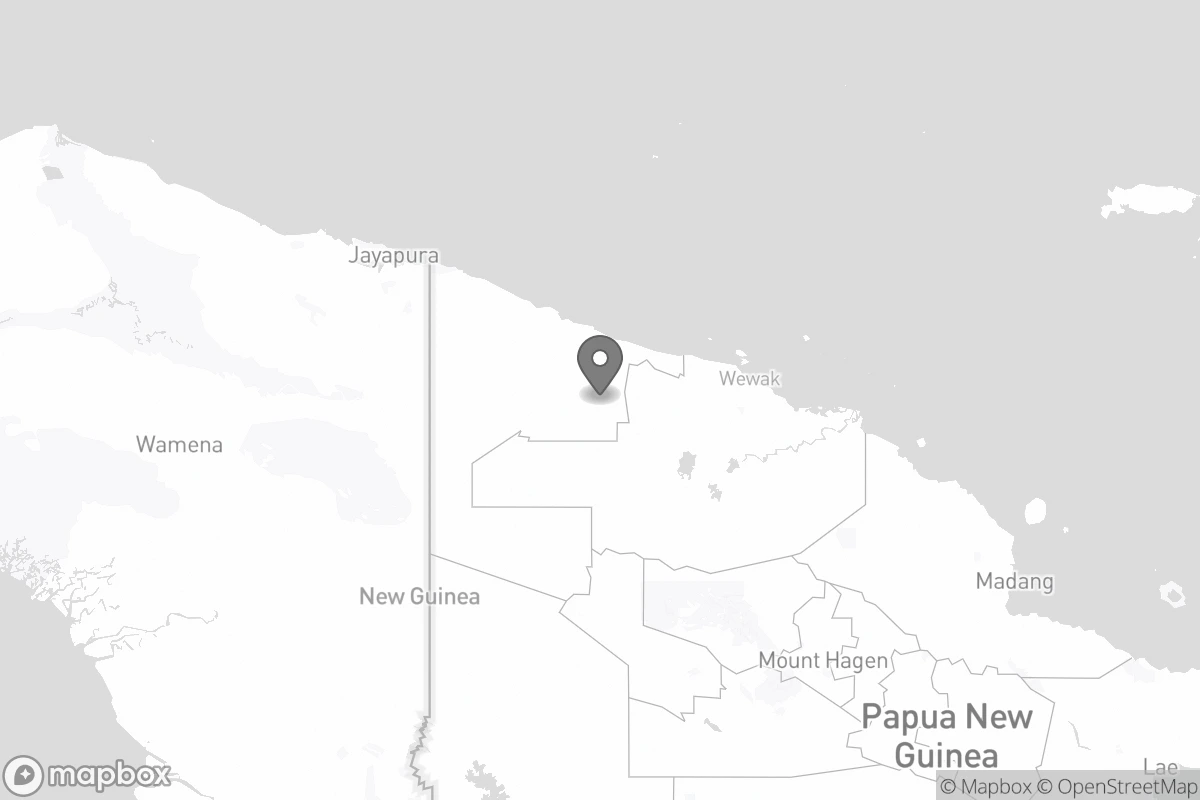 Jayapura
Wewak
Wamena
New Guinea
Madang
Mount Hagen
Papua New
Guinea
Lae
mapbox
© Mapbox © OpenStreetMap